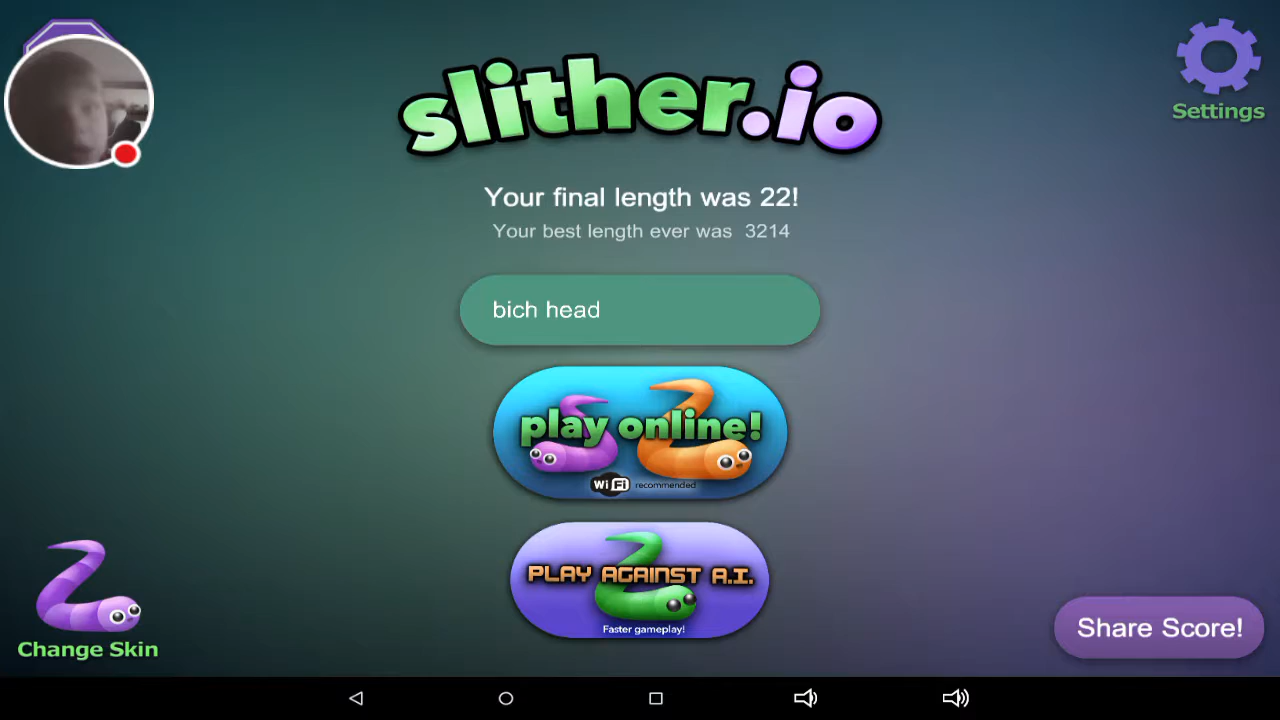 slither.io
Settings
Your final length was 22!
Your best length ever was 3214
bich head
play online!
WiFi recommended
PLAY AGAINST A.I.
Faster gameplay!
Change Skin
Share Score!